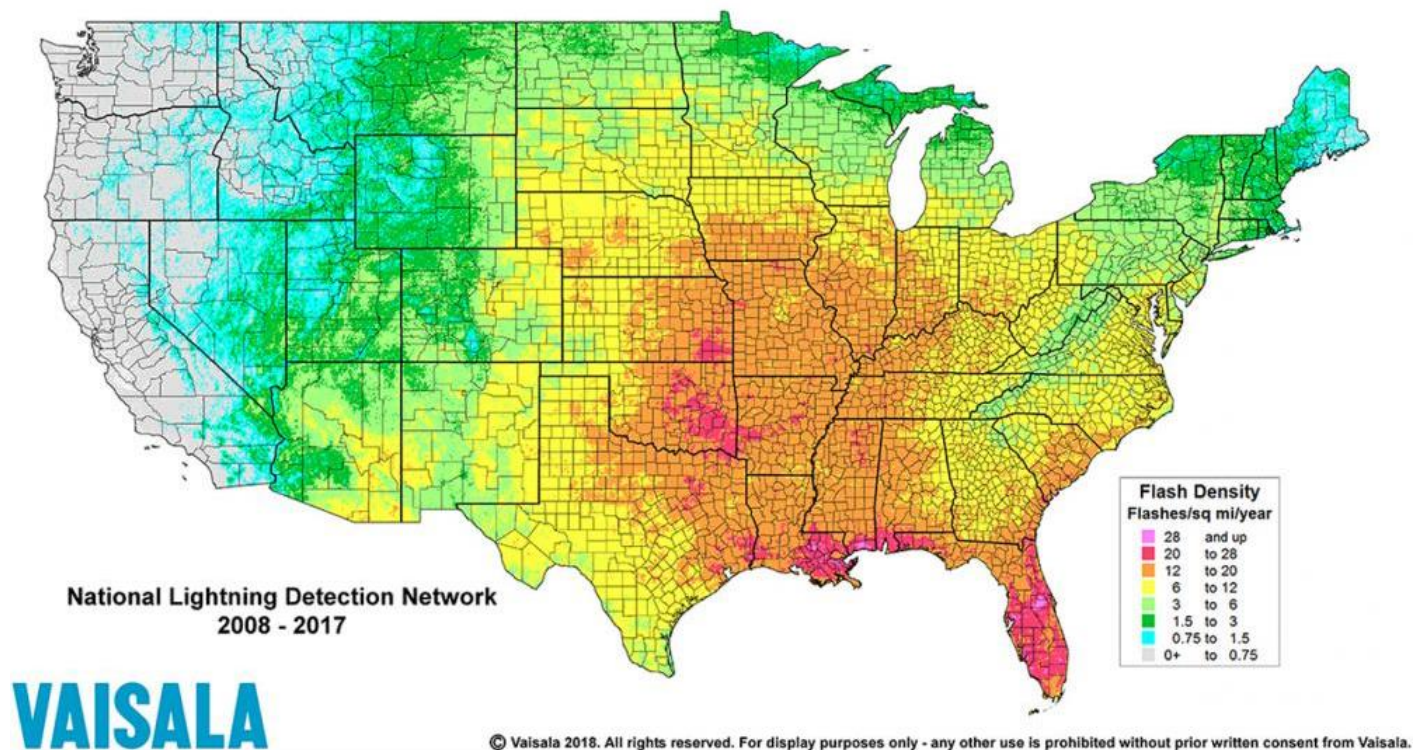 National Lightning Detection Network
2008 - 2017
Flash Density
Flashes/sq mi/year
28 and up
20 to 28
12 to 20
6 to 12
3 to 6
1.5 to 3
0.75 to 1.5
0+ to 0.75
VAISALA
© Vaisala 2018. All rights reserved. For display purposes only - any other use is prohibited without prior written consent from Vaisala.